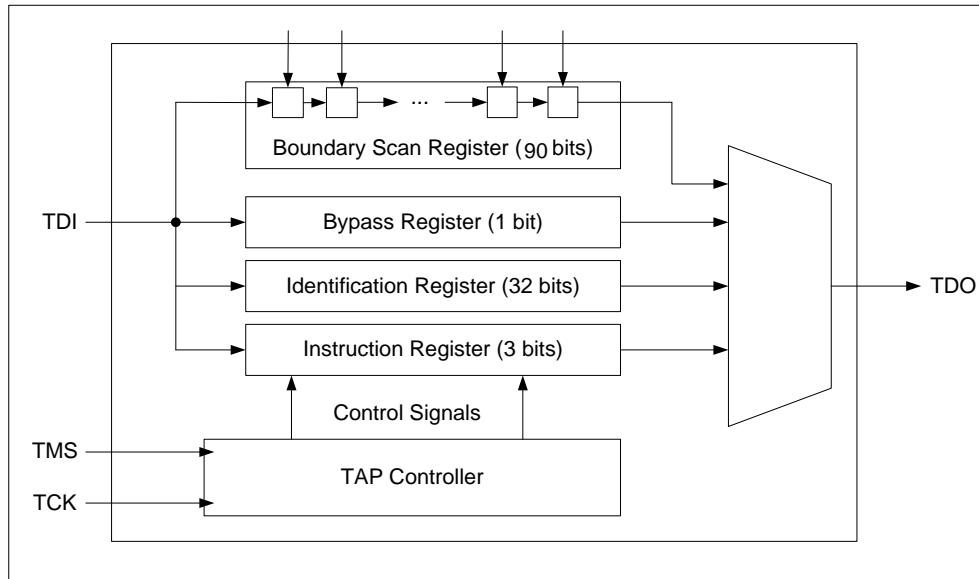 ...
Boundary Scan Register (90 bits)
TDI
Bypass Register (1 bit)
Identification Register (32 bits)
TDO
Instruction Register (3 bits)
Control Signals
TMS
TAP Controller
TCK